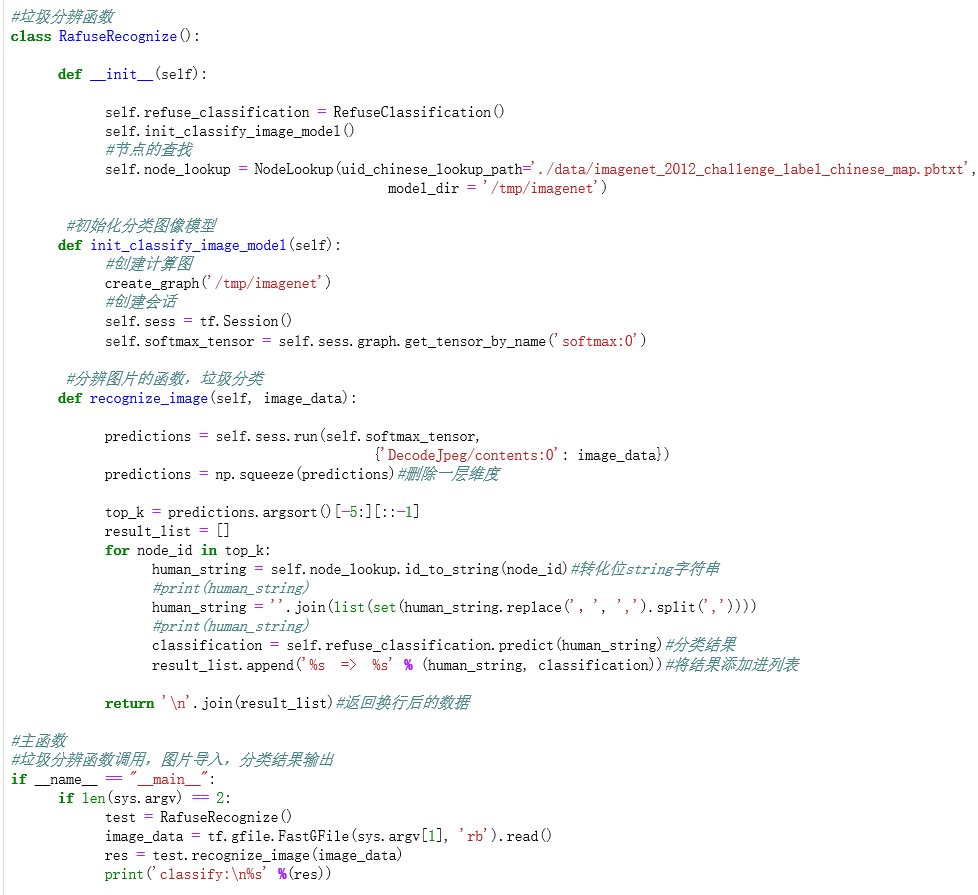 #垃圾分辨函数
class RafuseRecognize():
def __init__(self):
self.refuse_classification = RefuseClassification()
self.init_classify_image_model()
#节点的查找
self.node_lookup = NodeLookup(uid_chinese_lookup_path='./data/imagenet_2012_challenge_label_chinese_map.pbtxt',
model_dir = '/tmp/imagenet')
#初始化分类图像模型
def init_classify_image_model(self):
#创建计算图
create_graph('/tmp/imagenet')
#创建会话
self.sess = tf.Session()
self.softmax_tensor = self.sess.graph.get_tensor_by_name('softmax:0')
#分辨图片的函数，垃圾分类
def recognize_image(self, image_data):
predictions = self.sess.run(self.softmax_tensor,
{'DecodeJpeg/contents:0': image_data})
predictions = np.squeeze(predictions)#删除一层维度
top_k = predictions.argsort()[-5:][::-1]
result_list = []
for node_id in top_k:
human_string = self.node_lookup.id_to_string(node_id)#转化位string字符串
#print(human_string)
human_string = ''.join(list(set(human_string.replace('，', ',').split(','))))
#print(human_string)
classification = self.refuse_classification.predict(human_string)#分类结果
result_list.append('%s  =>  %s' % (human_string, classification))#将结果添加进列表
return '\n'.join(result_list)#返回换行后的数据
#主函数
#垃圾分辨函数调用，图片导入，分类结果输出
if __name__ == "__main__":
if len(sys.argv) == 2:
test = RafuseRecognize()
image_data = tf.gfile.FastGFile(sys.argv[1], 'rb').read()
res = test.recognize_image(image_data)
print('classify:\n%s' %(res))